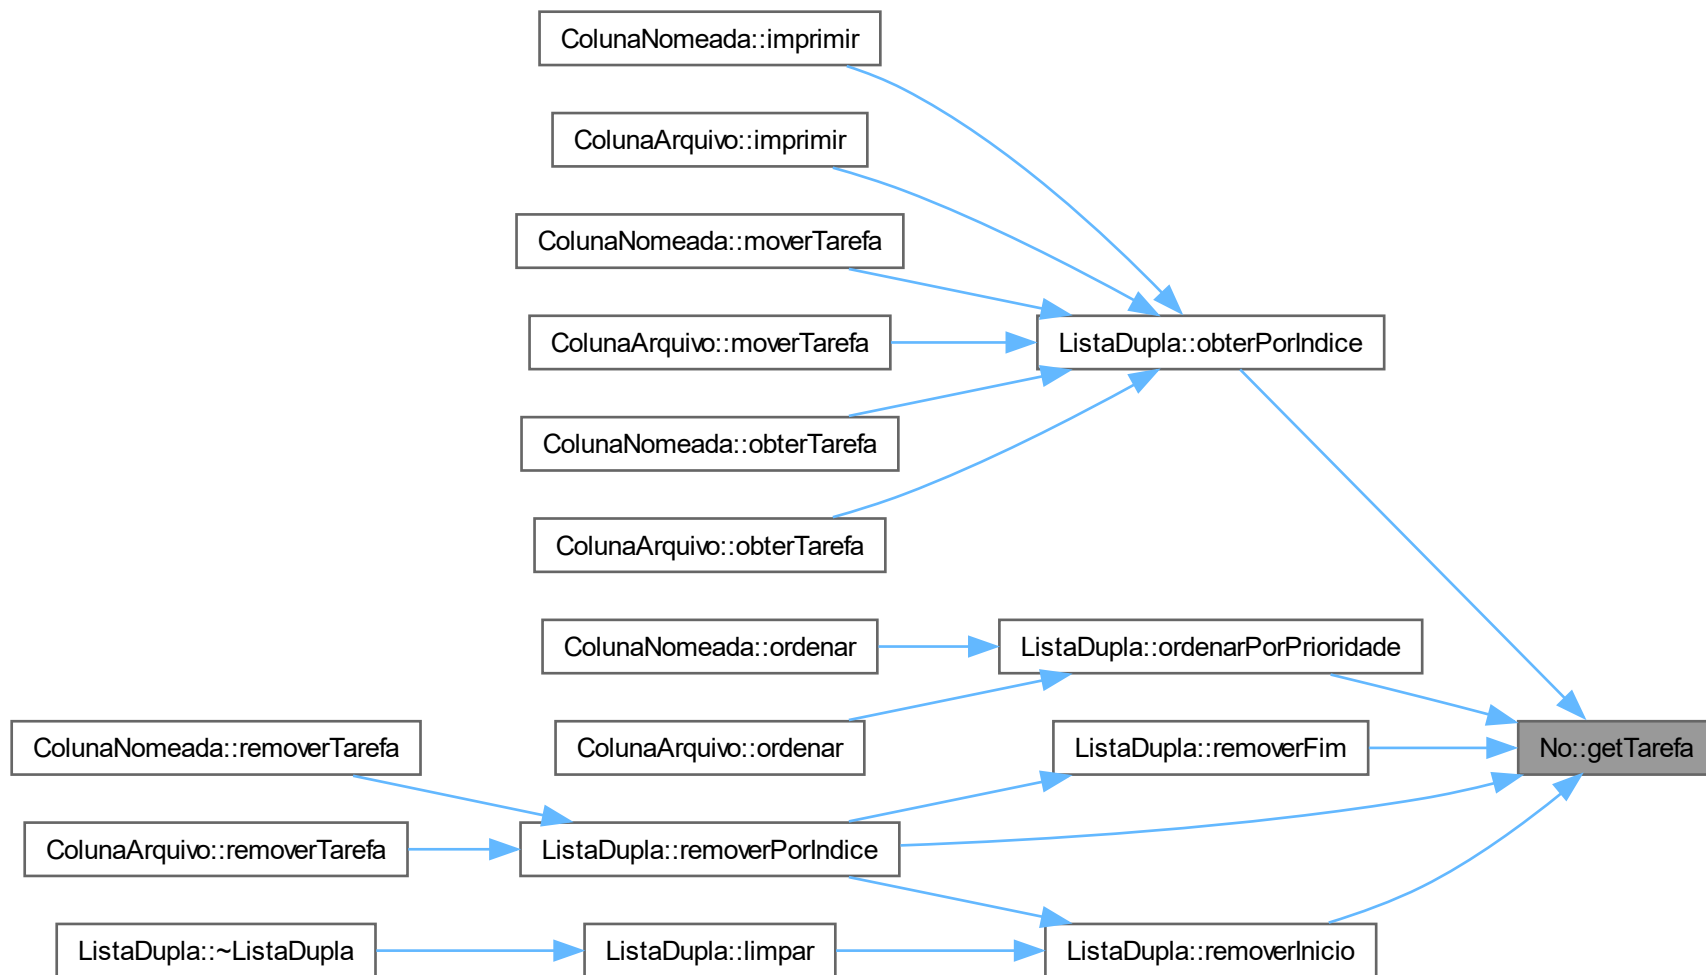 ColunaNomeada::imprimir
ColunaArquivo::imprimir
ColunaNomeada::moverTarefa
ColunaArquivo::moverTarefa
ListaDupla::obterPorIndice
ColunaNomeada::obterTarefa
ColunaArquivo::obterTarefa
ColunaNomeada::ordenar
ListaDupla::ordenarPorPrioridade
ColunaNomeada::removerTarefa
ColunaArquivo::ordenar
ListaDupla::removerFim
No::getTarefa
ColunaArquivo::removerTarefa
ListaDupla::removerPorIndice
ListaDupla::~ListaDupla
ListaDupla::limpar
ListaDupla::removerInicio